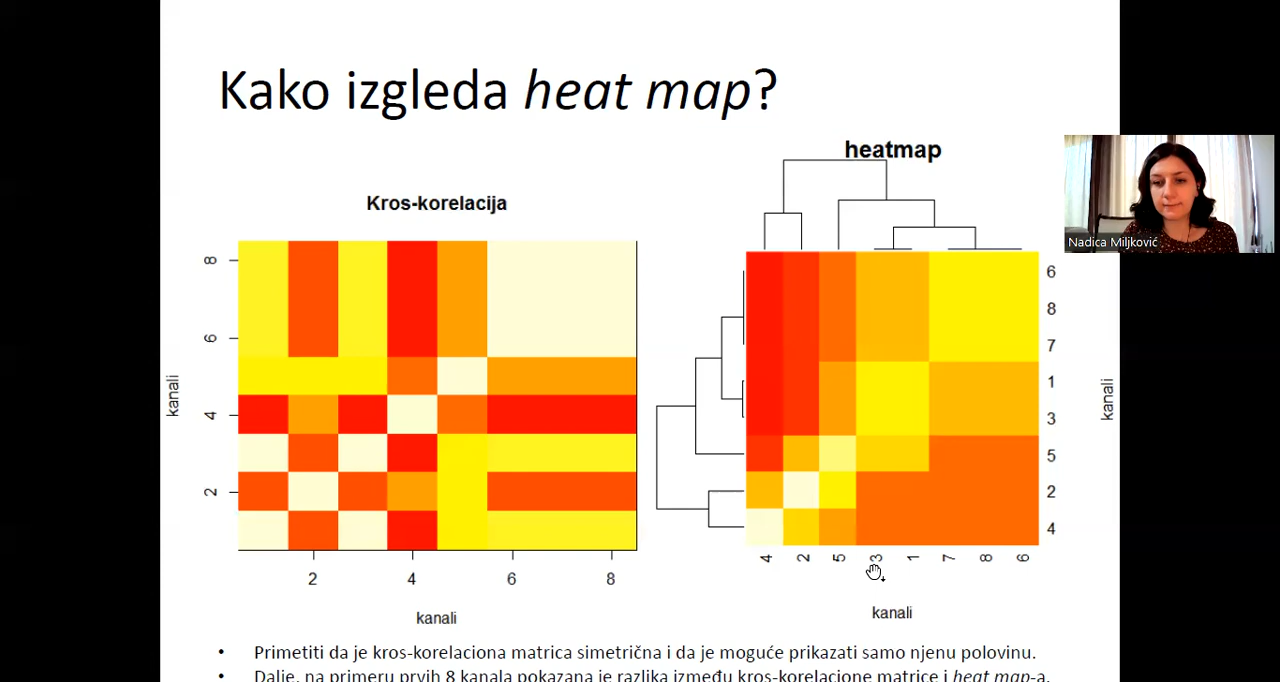 Kako izgleda heat map?
Kros-korelacija
kanali
8
6
4
2
2 4 6 8
kanali
heatmap
6
8
7
1
3
5
2
4
kanali
4 2 5 3 1 7 8 6
kanali
Nadica Miljković
• Primetiti da je kros-korelaciona matrica simetrična i da je moguće prikazati samo njenu polovinu.
• Dalje, na primeru prvih 8 kanala pokazana je razlika između kros-korelacione matrice i heat map-a.